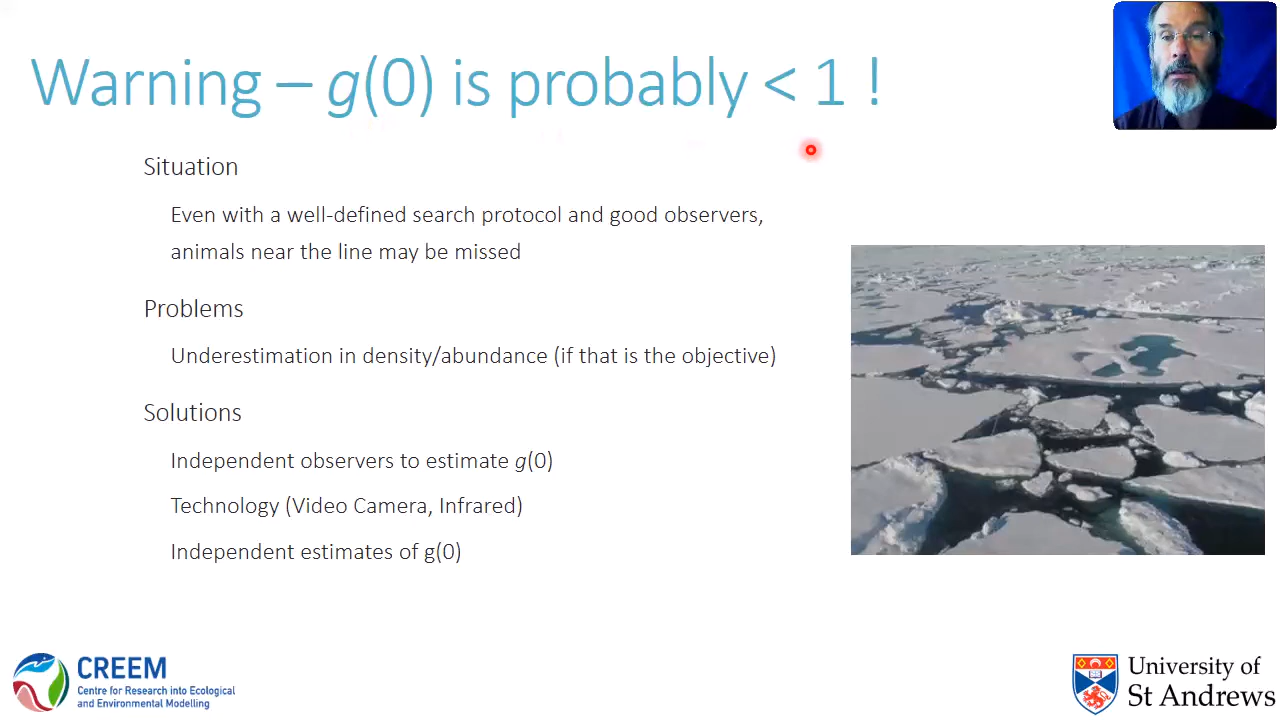 Warning – g(0) is probably < 1 !
Situation
Even with a well-defined search protocol and good observers,
animals near the line may be missed
Problems
Underestimation in density/abundance (if that is the objective)
Solutions
Independent observers to estimate g(0)
Technology (Video Camera, Infrared)
Independent estimates of g(0)
CREEM
Centre for Research into Ecological
and Environmental Modelling
University of
St Andrews